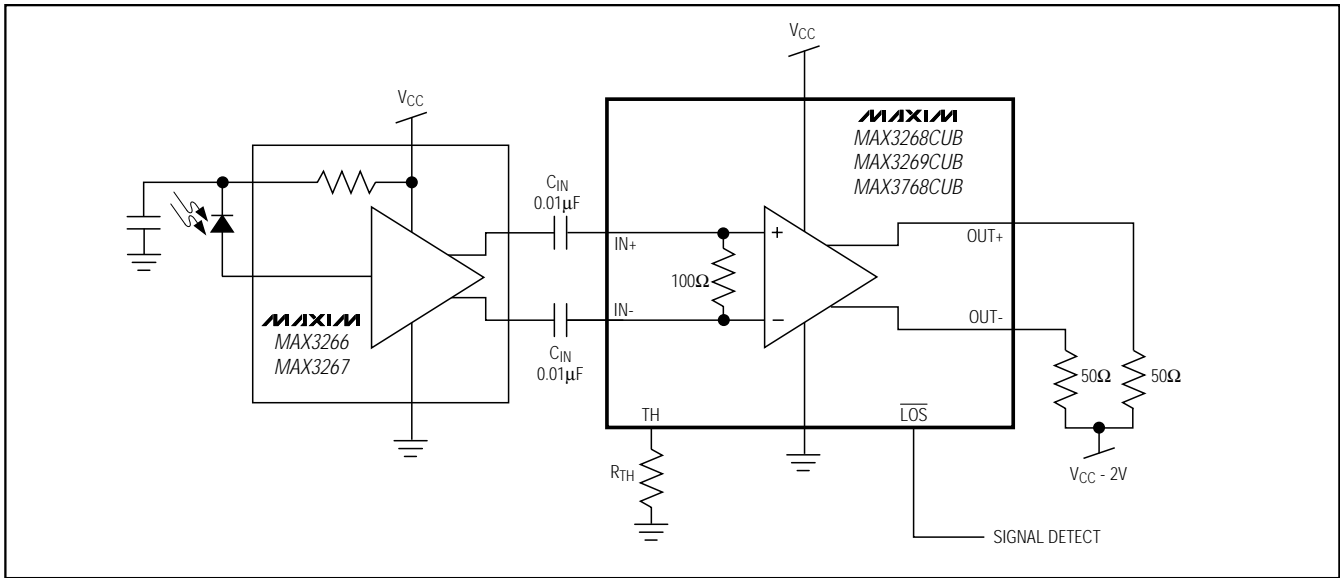 VCC
VCC
MAXIM
MAX3268CUB
MAX3269CUB
MAX3768CUB
CIN
0.01µF
IN+
+
OUT+
100Ω
IN-
−
OUT-
MAXIM
MAX3266
MAX3267
CIN
0.01µF
50Ω
50Ω
TH
LOS
RTH
VCC - 2V
SIGNAL DETECT